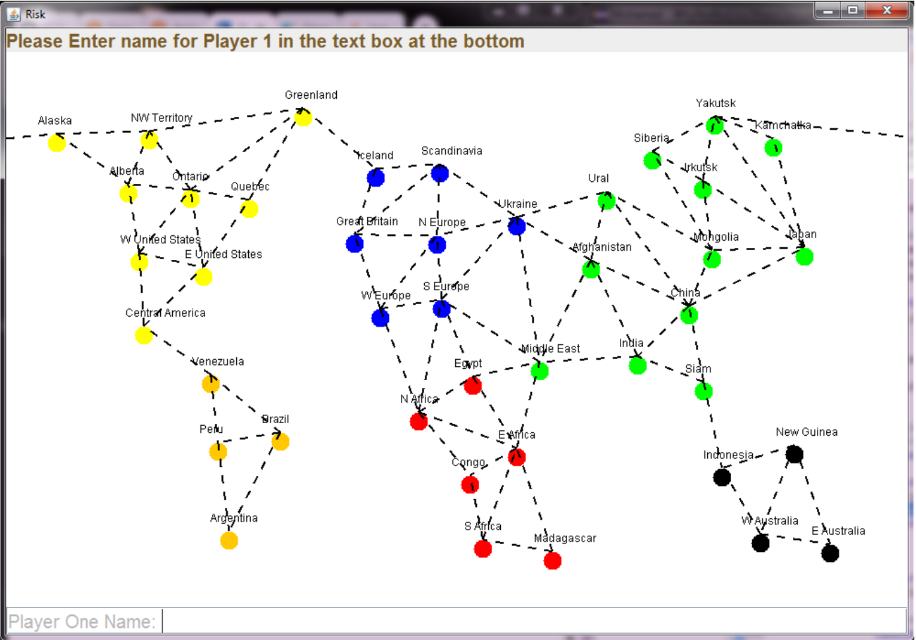 Risk
Please Enter name for Player 1 in the text box at the bottom
Greenland
Yakutsk
Alaska
NW Territory
Kamchatka
Siberia
Iceland
Scandinavia
Alberta
Ontario
Quebec
Ural
Irkutsk
Ukraine
Great Britain
N Europe
W United States
E United States
Afghanistan
Mongolia
Japan
W Europe
S Europe
China
Central America
Venezuela
Egypt
Middle East
India
Siam
N Africa
Peru
Brazil
E Africa
New Guinea
Congo
Indonesia
Argentina
S Africa
Madagascar
W Australia
E Australia
Player One Name: